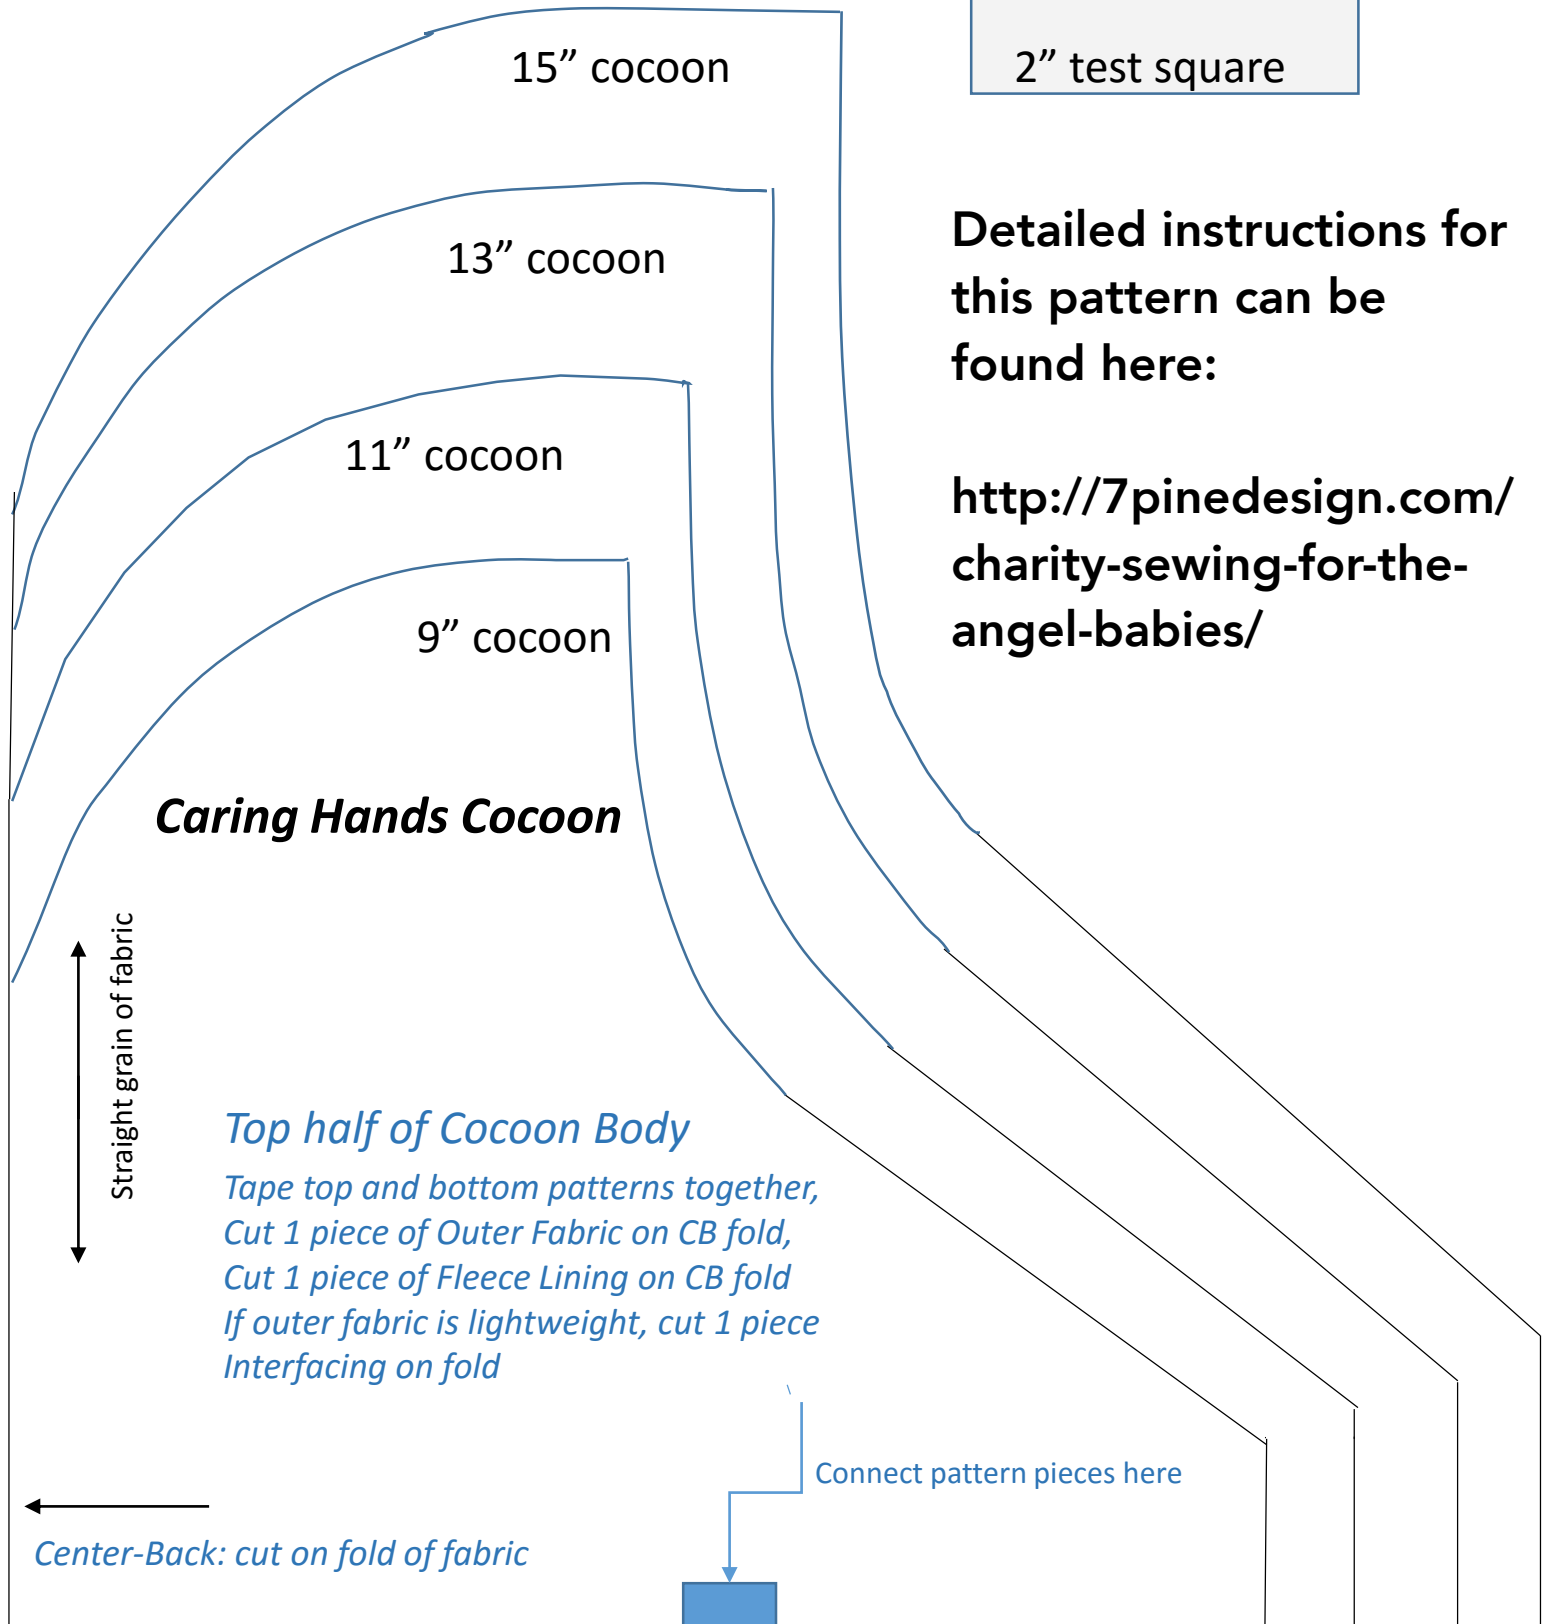 15” cocoon
2” test square
13” cocoon
Detailed instructions for
this pattern can be
found here:
http://7pinedesign.com/
charity-sewing-for-the-
angel-babies/
11” cocoon
9” cocoon
Caring Hands Cocoon
Straight grain of fabric
Top half of Cocoon Body
Tape top and bottom patterns together,
Cut 1 piece of Outer Fabric on CB fold,
Cut 1 piece of Fleece Lining on CB fold
If outer fabric is lightweight, cut 1 piece
Interfacing on fold
Connect pattern pieces here
Center-Back: cut on fold of fabric